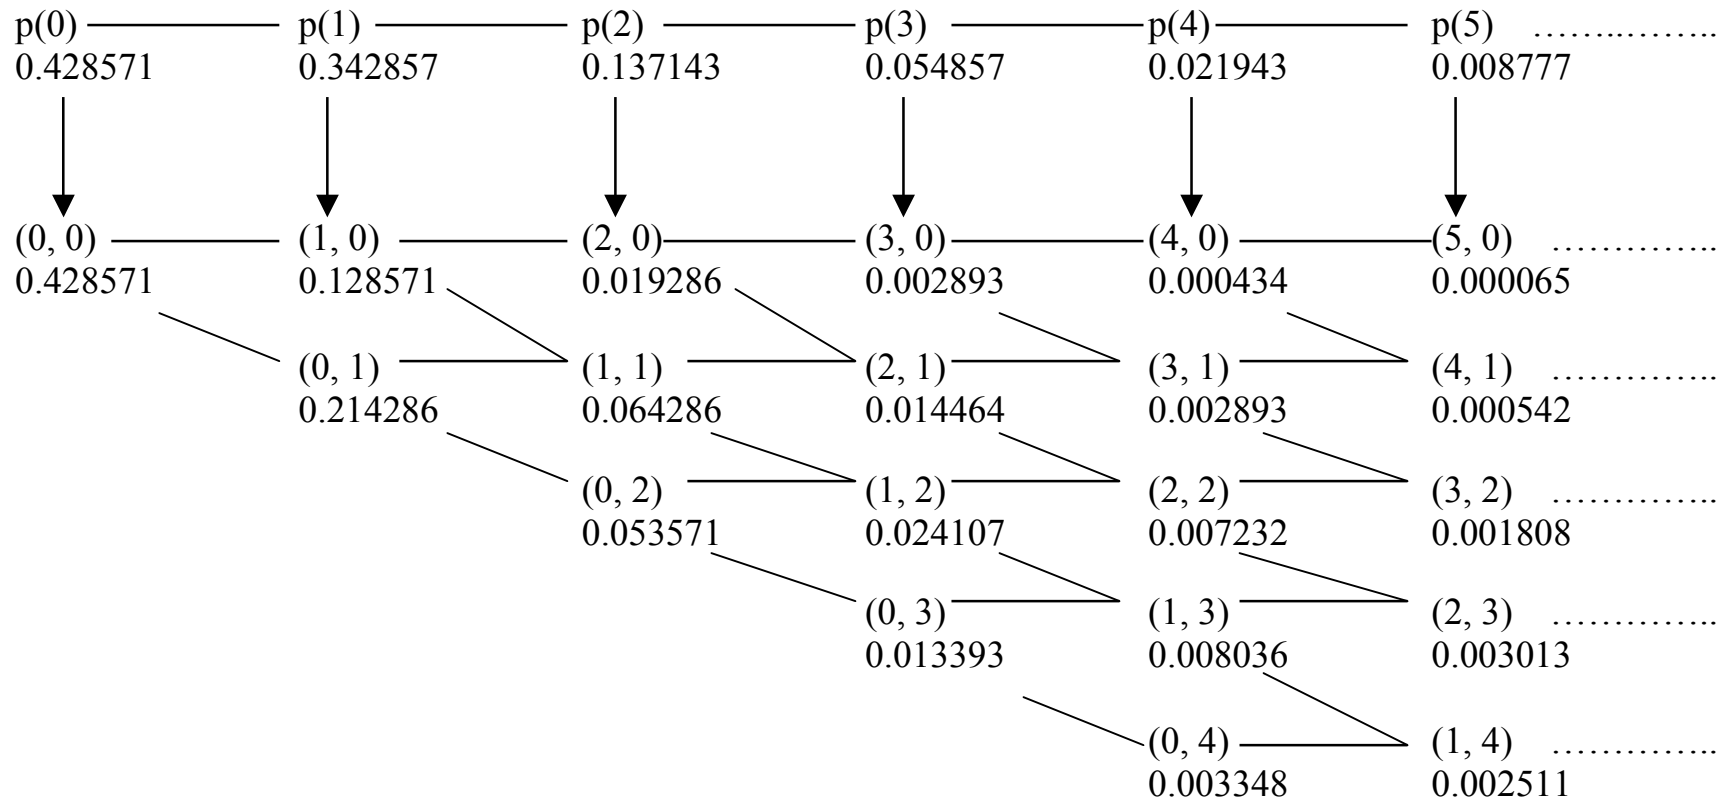 p(0) p(1) p(2) p(3) p(4) p(5) ……..……..
0.428571 0.342857 0.137143 0.054857 0.021943 0.008777
(0, 0) (1, 0) (2, 0) (3, 0) (4, 0) (5, 0) …………..
0.428571 0.128571 0.019286 0.002893 0.000434 0.000065
(0, 1) (1, 1) (2, 1) (3, 1) (4, 1) …………..
0.214286 0.064286 0.014464 0.002893 0.000542
(0, 2) (1, 2) (2, 2) (3, 2) …………..
0.053571 0.024107 0.007232 0.001808
(0, 3) (1, 3) (2, 3) …………..
0.013393 0.008036 0.003013
(0, 4) (1, 4) …………..
0.003348 0.002511